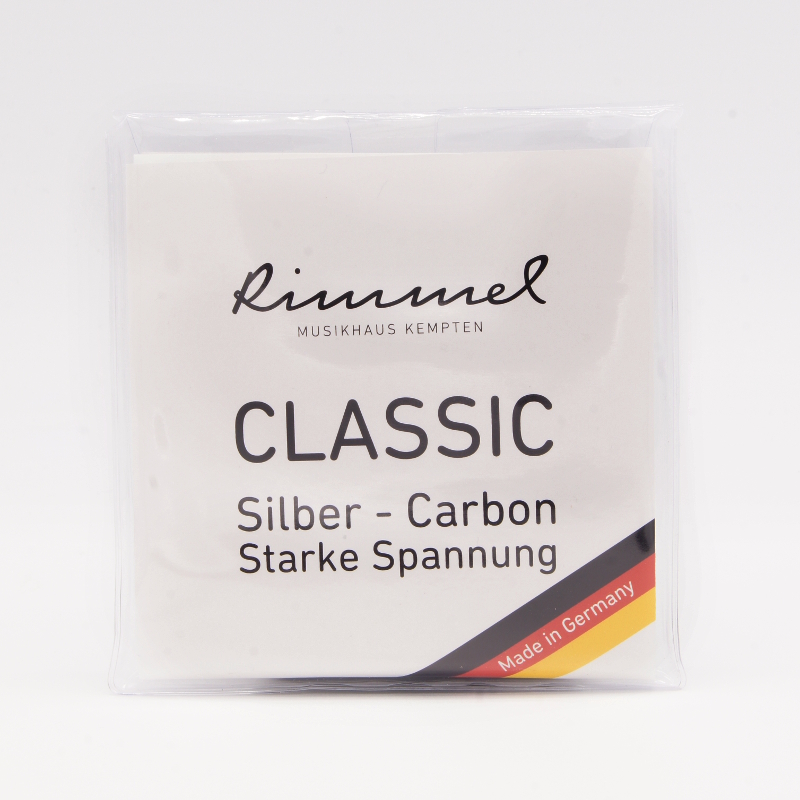 Rimmel
MUSIKHAUS KEMPTEN
CLASSIC
Silber - Carbon
Starke Spannung
Made in Germany